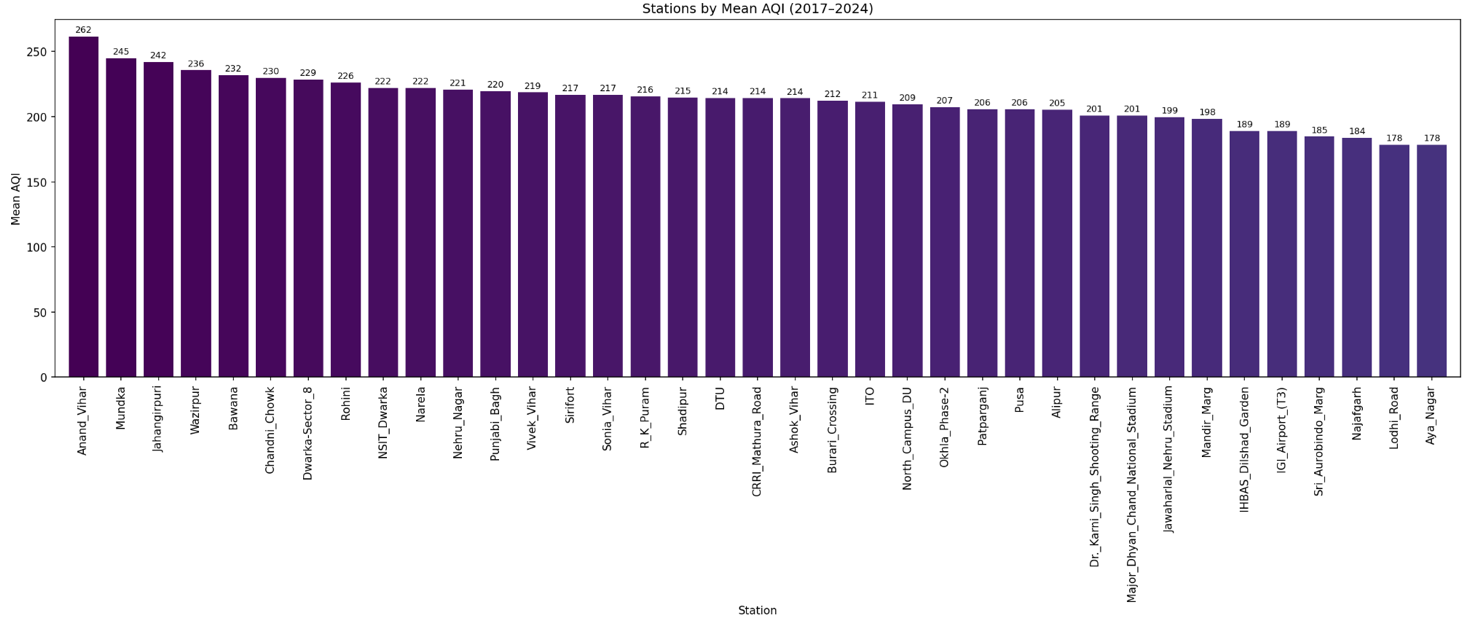 Stations by Mean AQI (2017–2024)
Mean AQI
250
200
150
100
50
0
262
245
242
236
232
230
229
226
222
222
221
220
219
217
217
216
215
214
214
214
212
211
209
207
206
206
205
201
201
199
198
189
189
185
184
178
178
Anand_Vihar
Mundka
Jahangirpuri
Wazirpur
Bawana
Chandni_Chowk
Dwarka-Sector_8
Rohini
NSIT_Dwarka
Narela
Nehru_Nagar
Punjabi_Bagh
Vivek_Vihar
Sirifort
Sonia_Vihar
R_K_Puram
Shadipur
DTU
CRRI_Mathura_Road
Ashok_Vihar
Burari_Crossing
ITO
North_Campus_DU
Okhla_Phase-2
Patparganj
Pusa
Alipur
Dr._Karni_Singh_Shooting_Range
Major_Dhyan_Chand_National_Stadium
Jawaharlal_Nehru_Stadium
Mandir_Marg
IHBAS_Dilshad_Garden
IGI_Airport_(T3)
Sri_Aurobindo_Marg
Najafgarh
Lodhi_Road
Aya_Nagar
Station